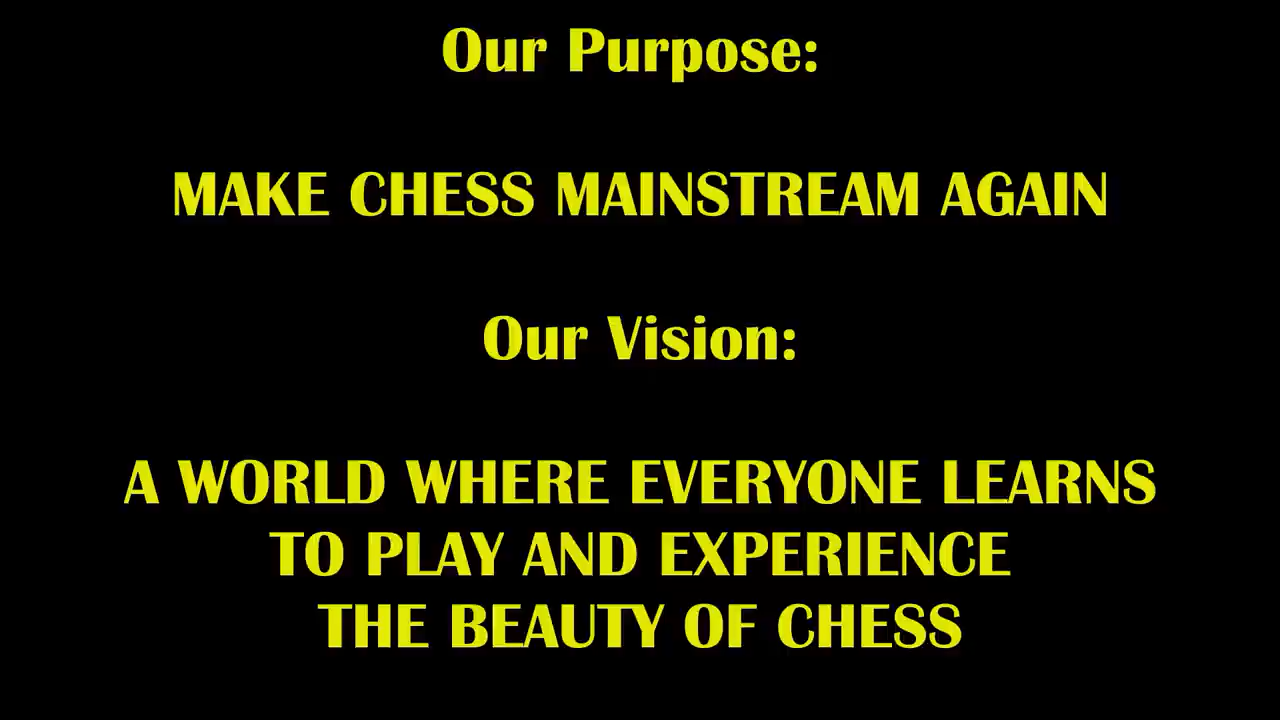 Our Purpose:
MAKE CHESS MAINSTREAM AGAIN
Our Vision:
A WORLD WHERE EVERYONE LEARNS
TO PLAY AND EXPERIENCE
THE BEAUTY OF CHESS